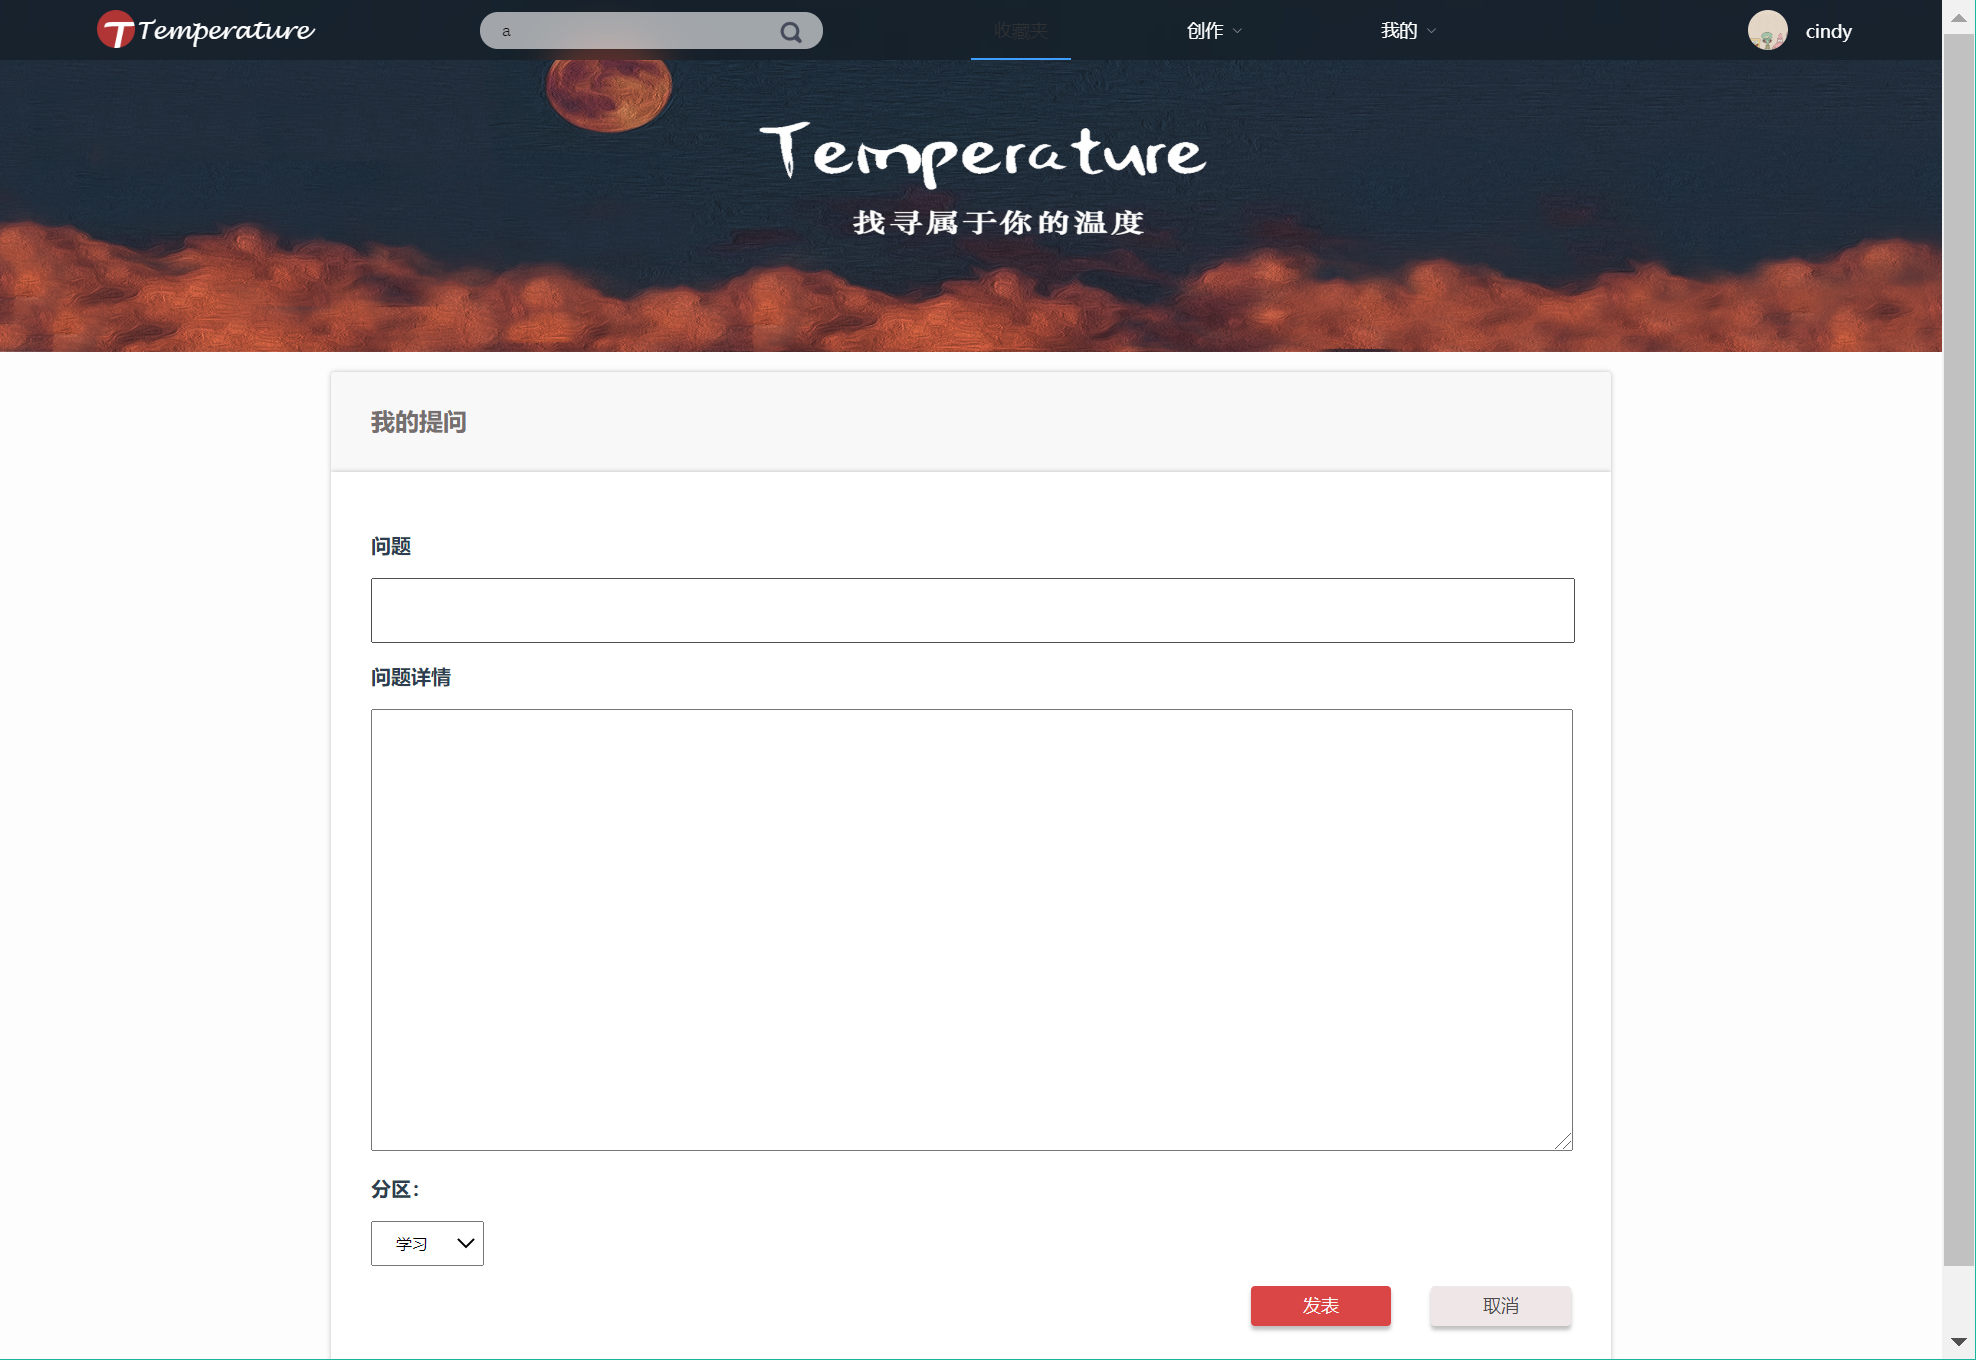 Temperature
a
收藏夹
创作
我的
cindy
Temperature
找寻属于你的温度
我的提问
问题
问题详情
分区：
学习
发表
取消